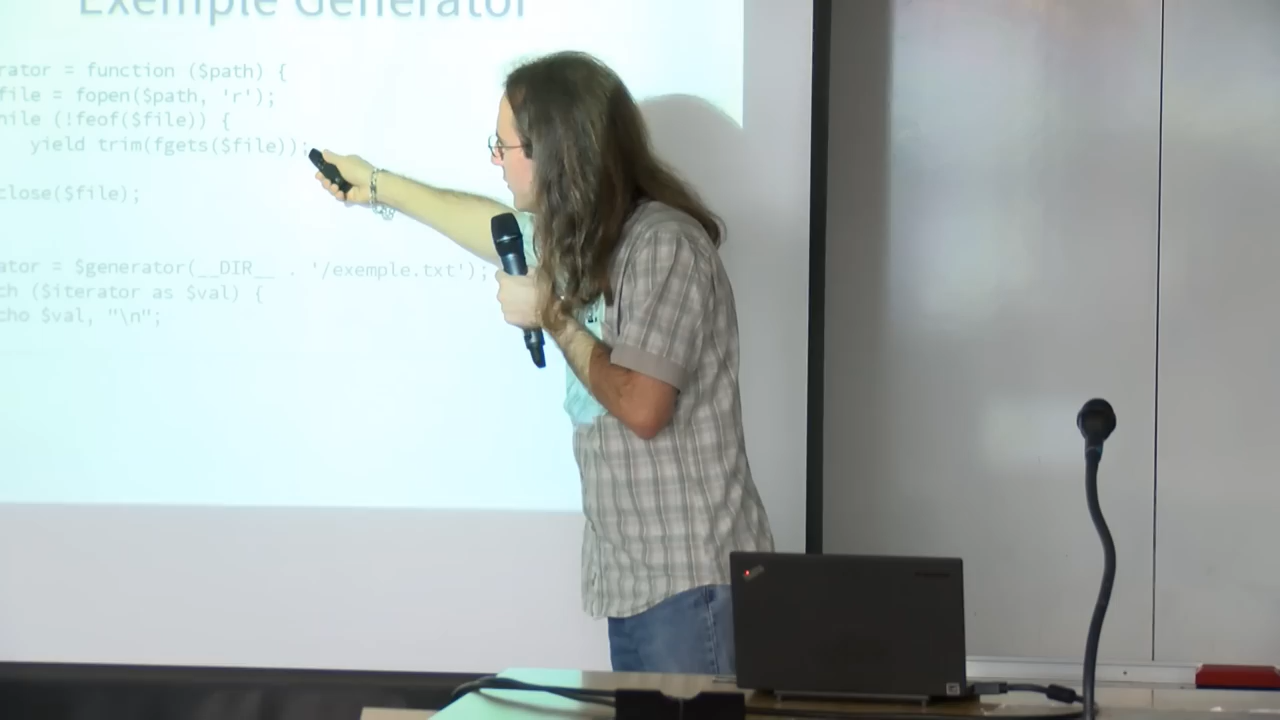 Exemple Generator
rator = function ($path) {
file = fopen($path, 'r');
hile (!feof($file)) {
yield trim(fgets($file));
close($file);
ator = $generator(__DIR__ . '/exemple.txt');
ch ($iterator as $val) {
cho $val, "\n";